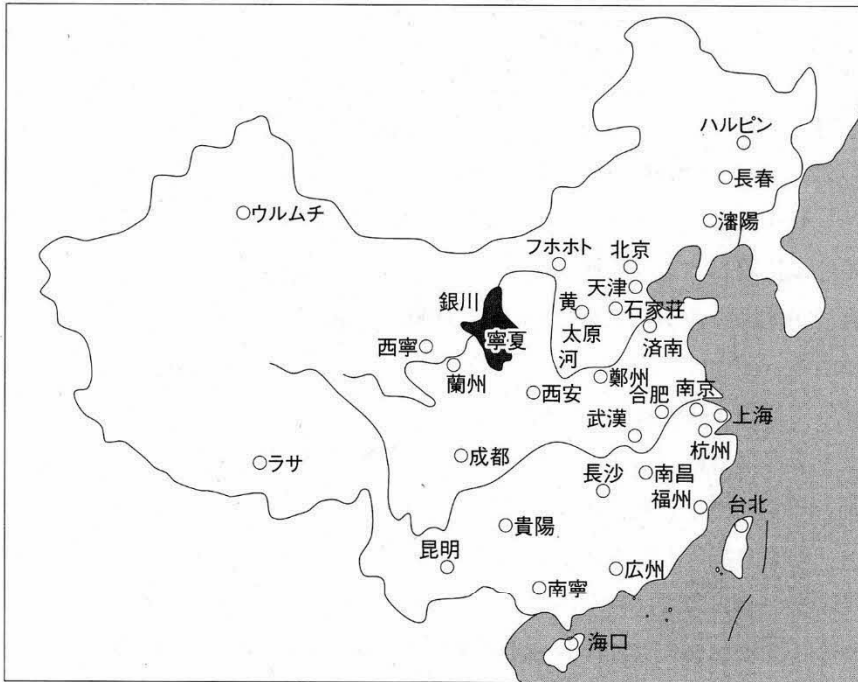 ハルピン
長春
瀋陽
ウルムチ
フホホト
北京
天津
銀川
黄
河
石家荘
太原
寧夏
済南
西寧
蘭州
鄭州
西安
合肥
南京
上海
武漢
杭州
成都
ラサ
長沙
南昌
福州
台北
貴陽
昆明
広州
南寧
海口